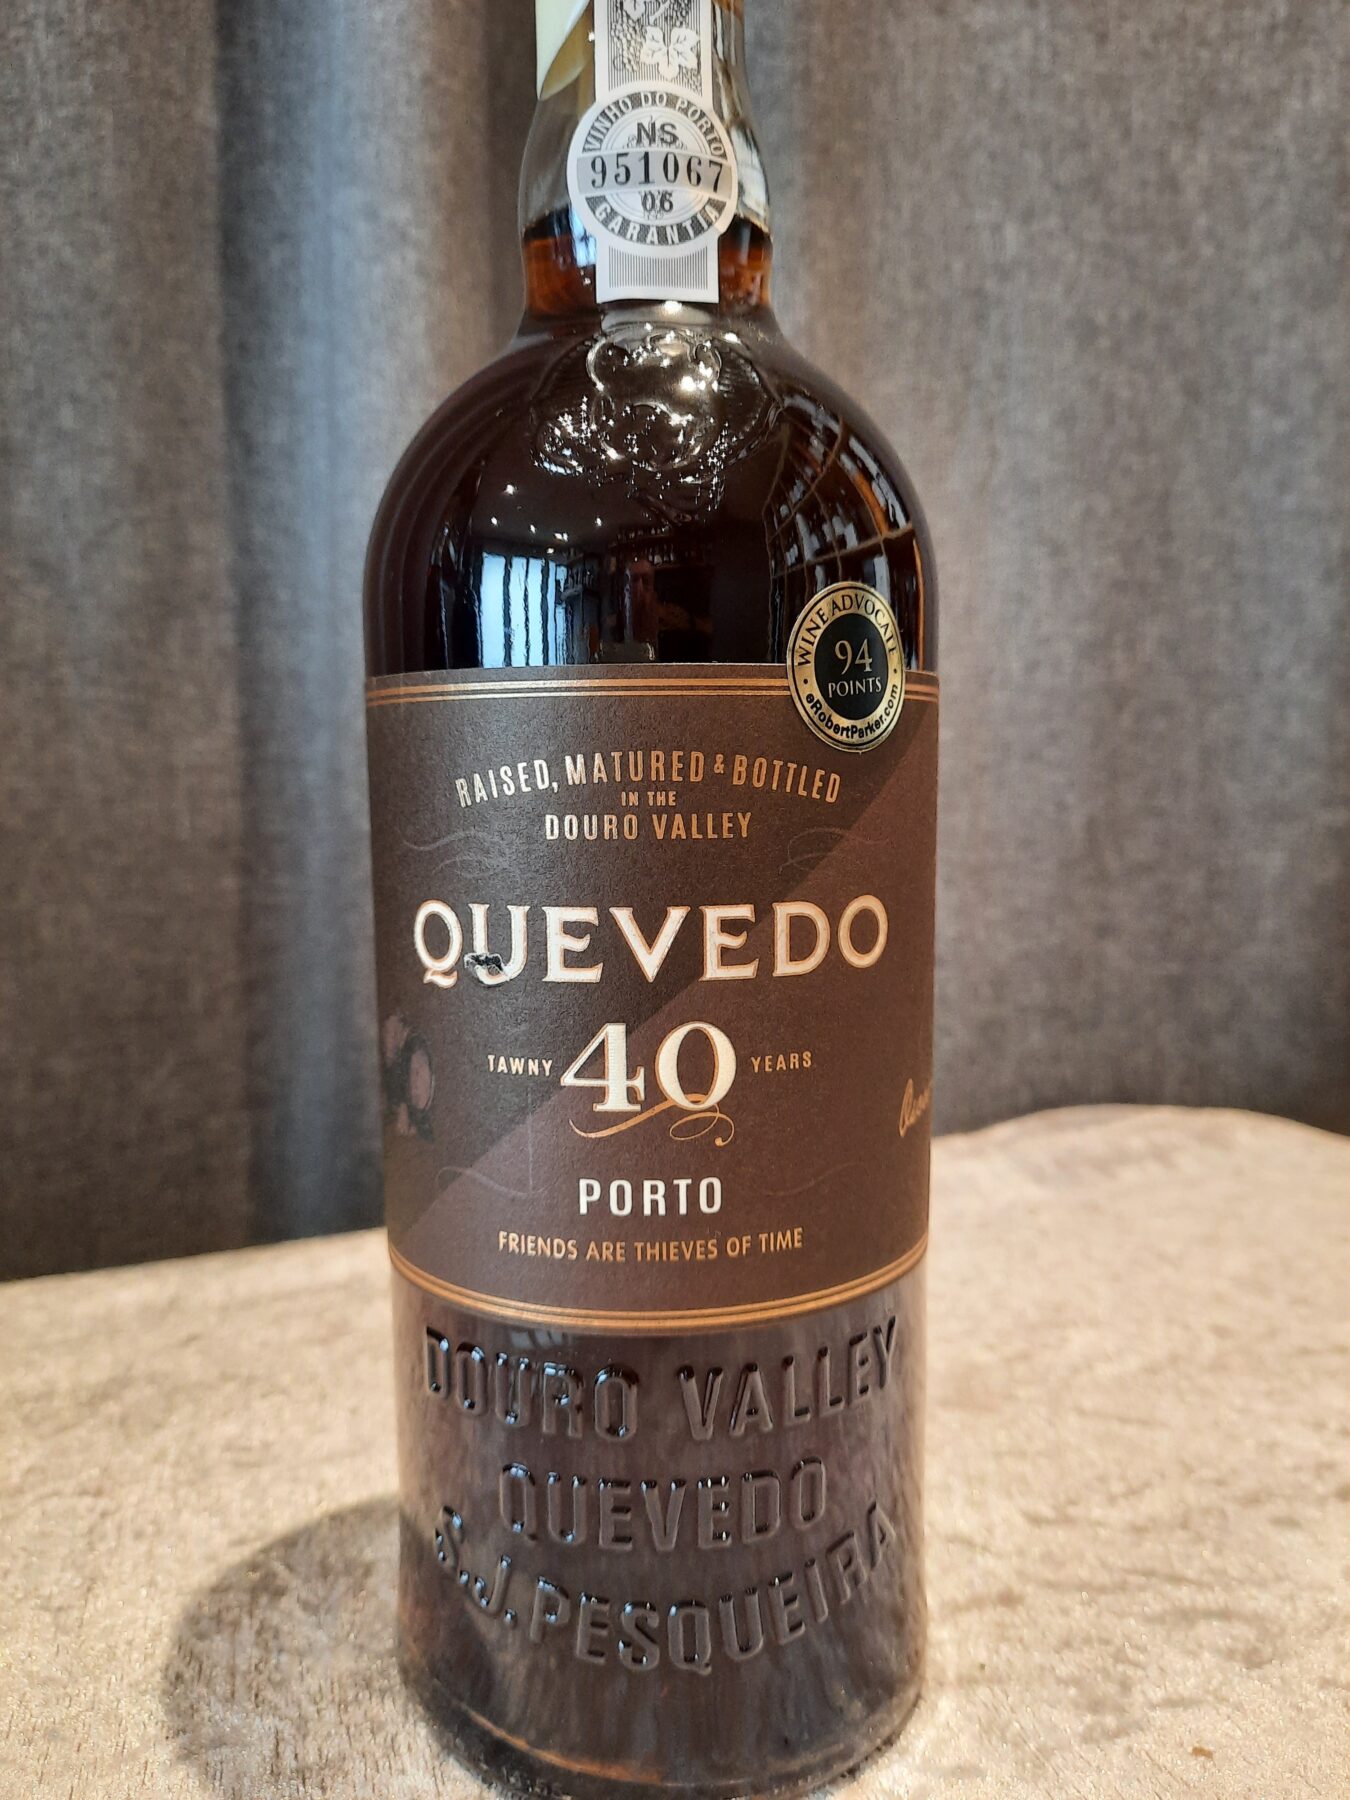 VINHO DO PORTO
NS
951067
06
GARANTIA
WINE ADVOCATE
94
POINTS
eRobertParker.com
RAISED, MATURED & BOTTLED
IN THE
DOURO VALLEY
QUEVEDO
TAWNY 40 YEARS
PORTO
FRIENDS ARE THIEVES OF TIME
DOURO VALLEY
QUEVEDO
S.J.PESQUEIRA